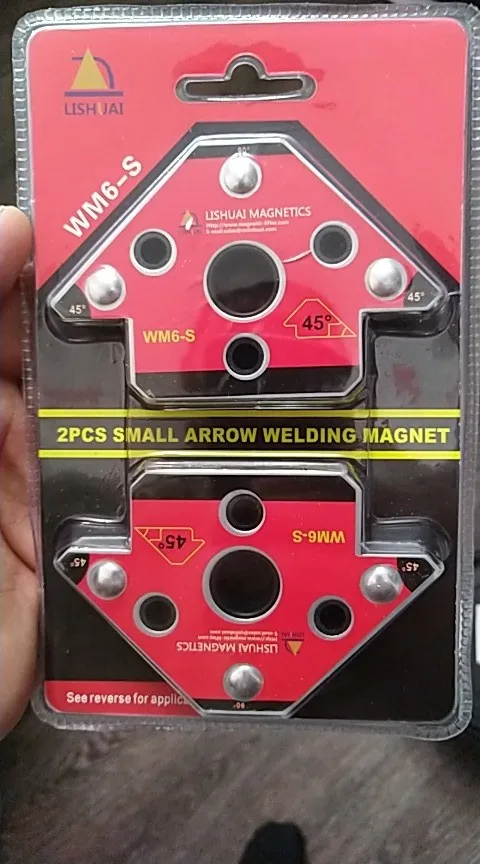 LISHUAI
WM6-S
90°
LISHUAI MAGNETICS
45°
45°
WM6-S
45°
2PCS SMALL ARROW WELDING MAGNET
45°
WM6-S
45°
45°
LISHUAI MAGNETICS
90°
See reverse for